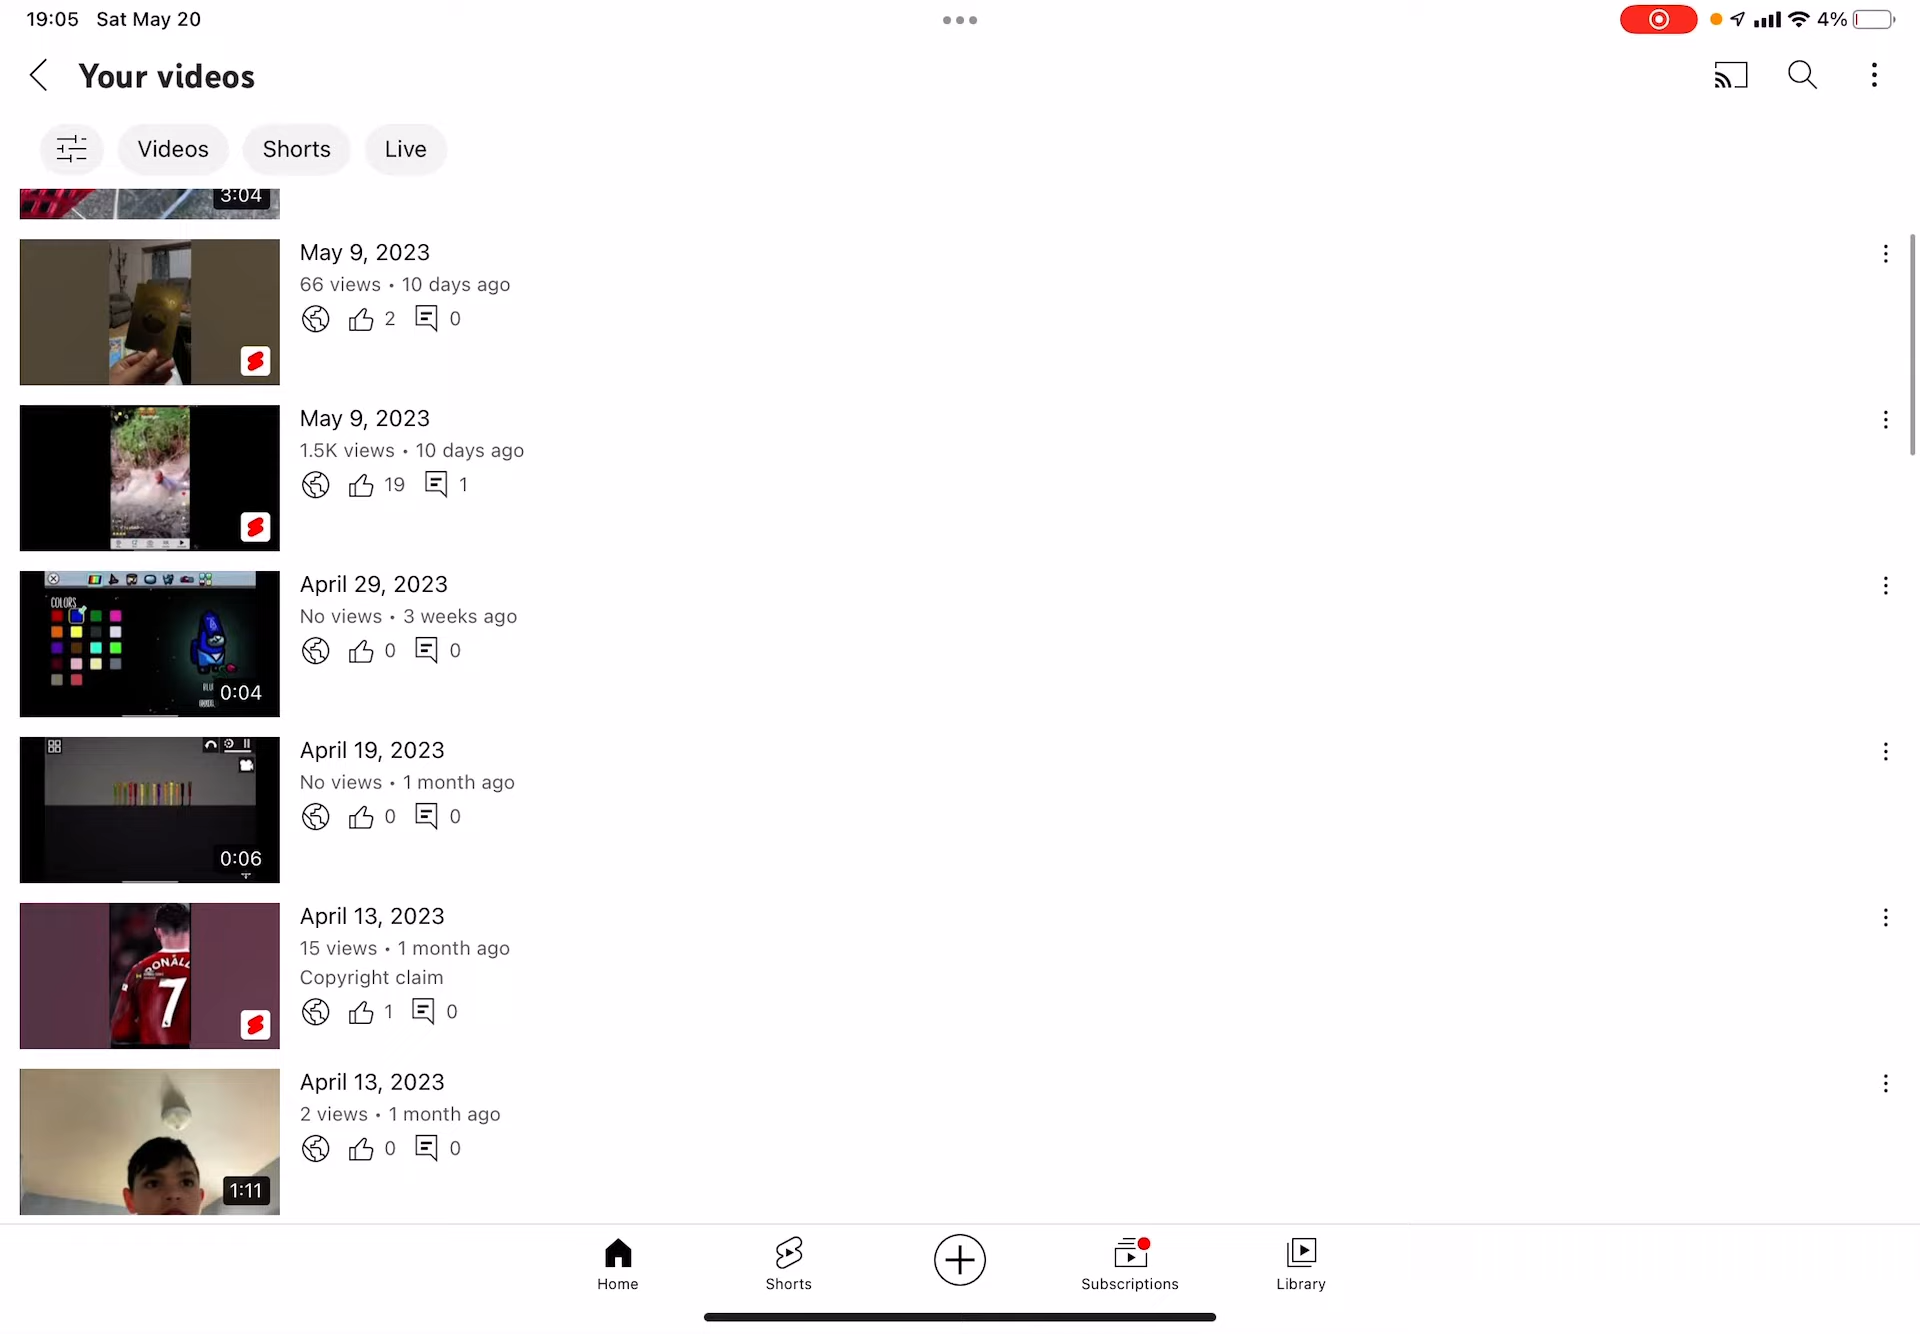 19:05 Sat May 20
4%
Your videos
Videos
Shorts
Live
3:04
May 9, 2023
66 views • 10 days ago
2
0
May 9, 2023
1.5K views • 10 days ago
19
1
COLORS
0:04
April 29, 2023
No views • 3 weeks ago
0
0
0:06
April 19, 2023
No views • 1 month ago
0
0
7
April 13, 2023
15 views • 1 month ago
Copyright claim
1
0
1:11
April 13, 2023
2 views • 1 month ago
0
0
Home
Shorts
Subscriptions
Library